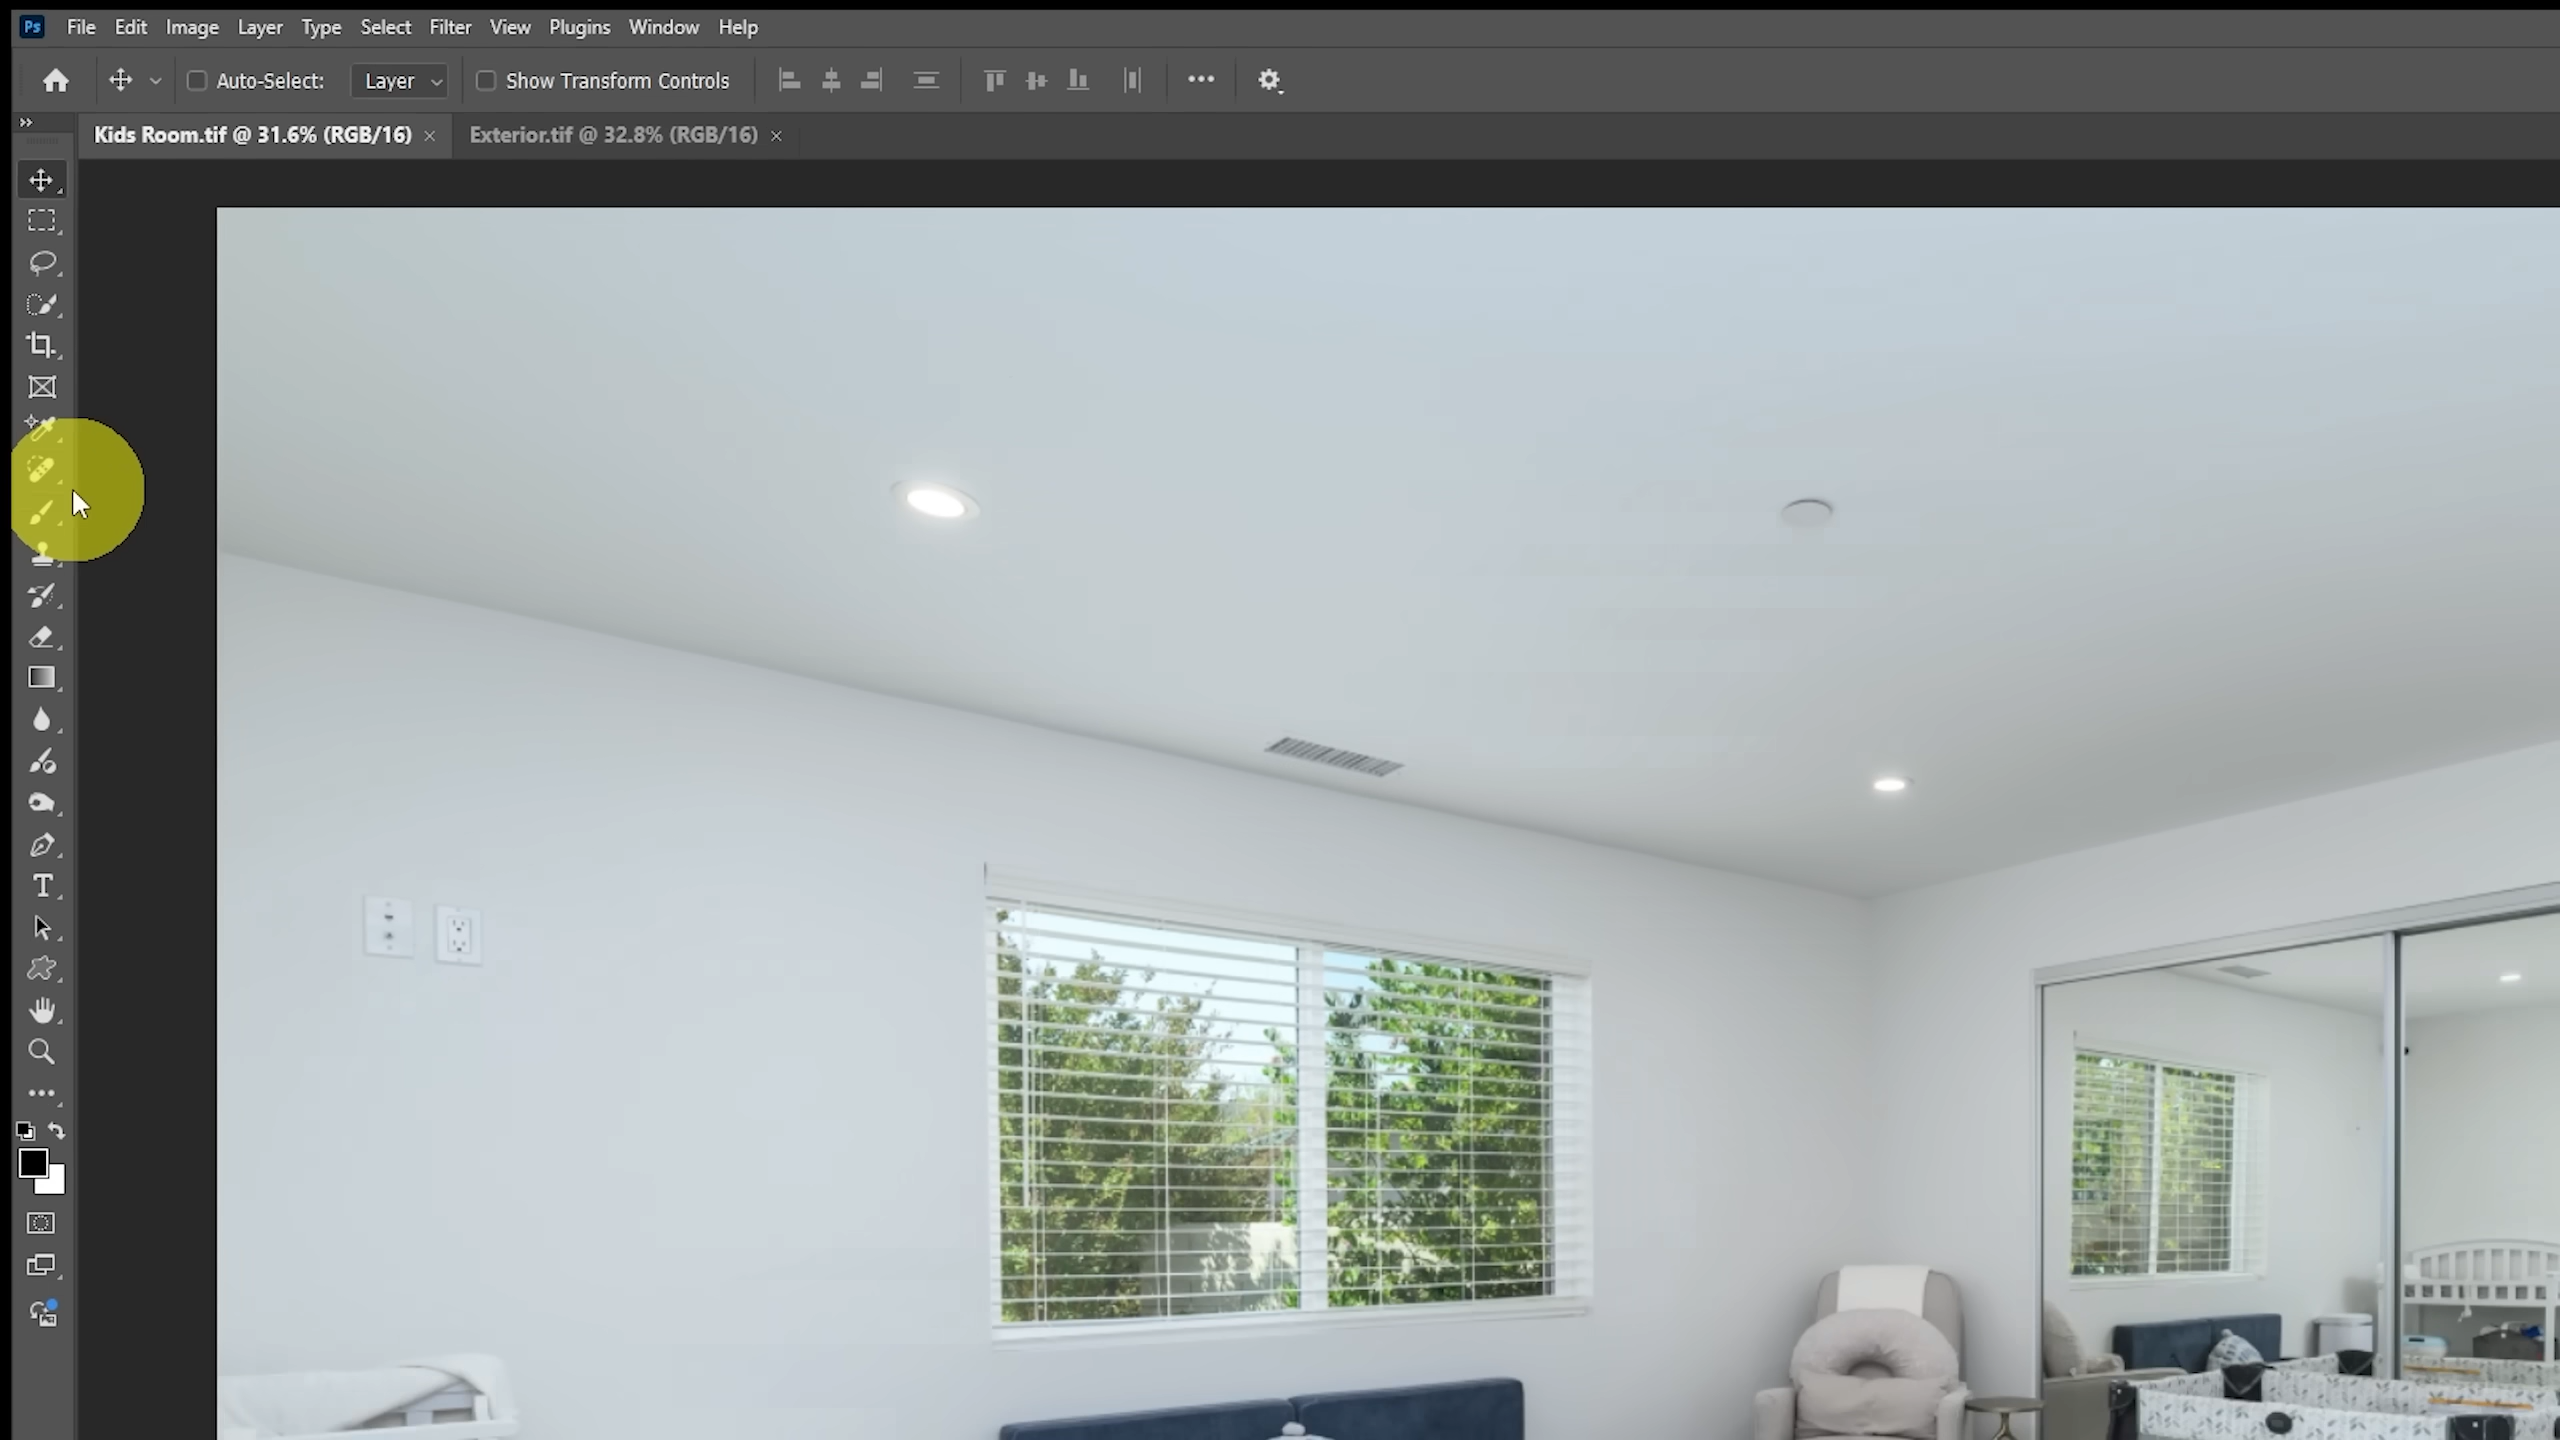 Ps File Edit Image Layer Type Select Filter View Plugins Window Help
Auto-Select: Layer Show Transform Controls
Kids Room.tif @ 31.6% (RGB/16) × Exterior.tif @ 32.8% (RGB/16) ×